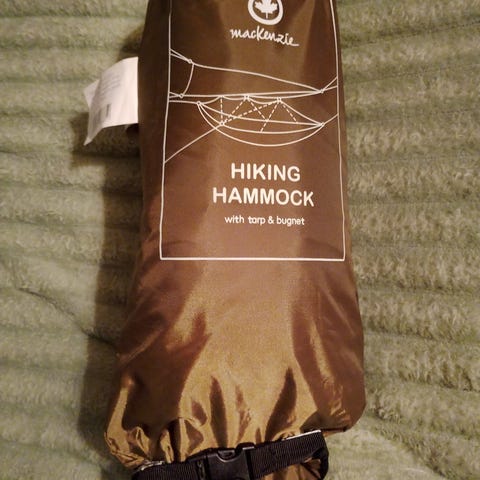 mackenzie
HIKING
HAMMOCK
with tarp & bugnet